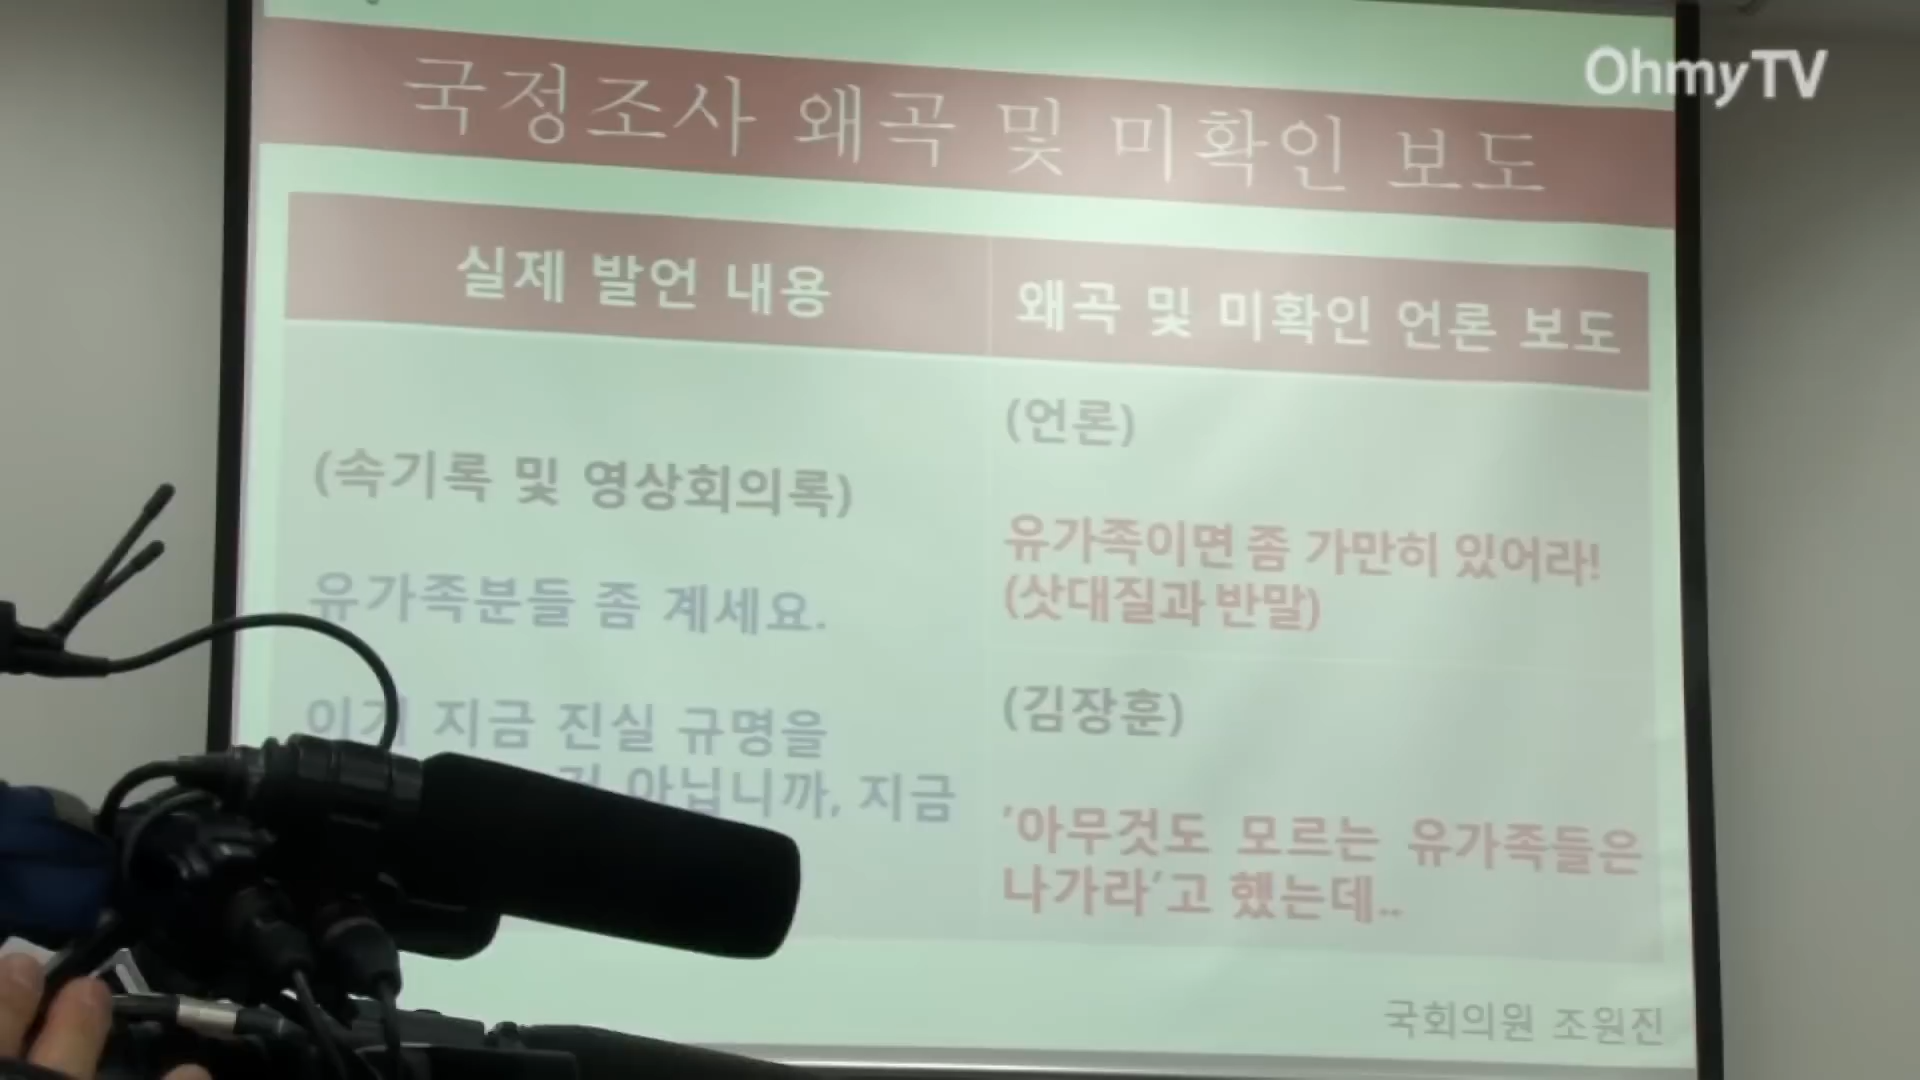 OhmyTV
국정조사 왜곡 및 미확인 보도
실제 발언 내용
왜곡 및 미확인 언론 보도
(속기록 및 영상회의록)
유가족분들 좀 계세요.
이게 지금 진실 규명을
아닙니까, 지금
(언론)
유가족이면 좀 가만히 있어라!
(삿대질과 반말)
(김장훈)
'아무것도 모르는 유가족들은
나가라'고 했는데..
국회의원 조원진